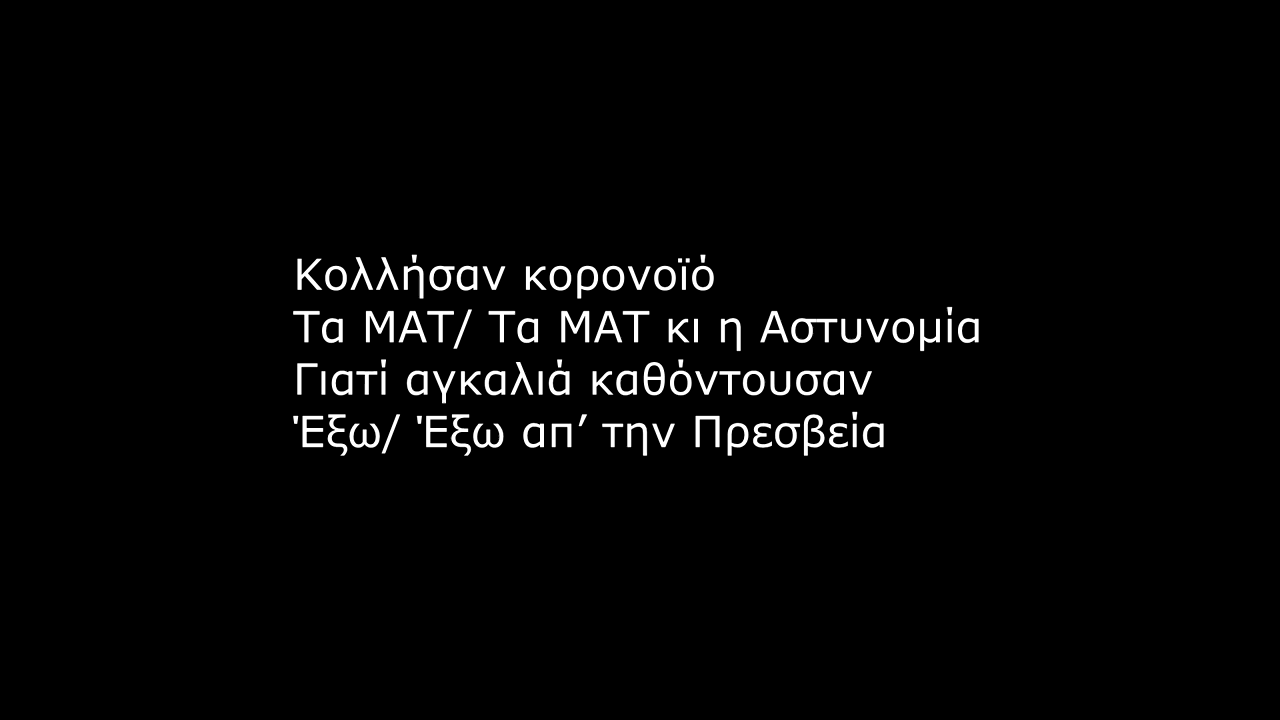 Κολλήσαν κορονοϊό
Τα ΜΑΤ/ Τα ΜΑΤ κι η Αστυνομία
Γιατί αγκαλιά καθόντουσαν
Έξω/ Έξω απ’ την Πρεσβεία